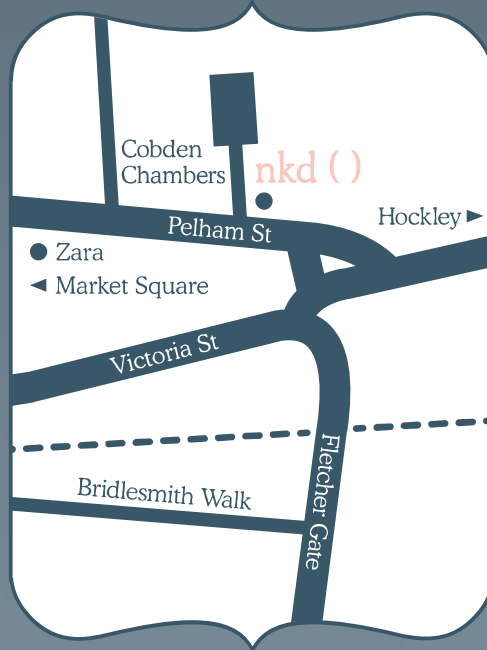 Cobden
Chambers
nkd ( )
Hockley
Pelham St
Zara
Market Square
Victoria St
Fletcher Gate
Bridlesmith Walk